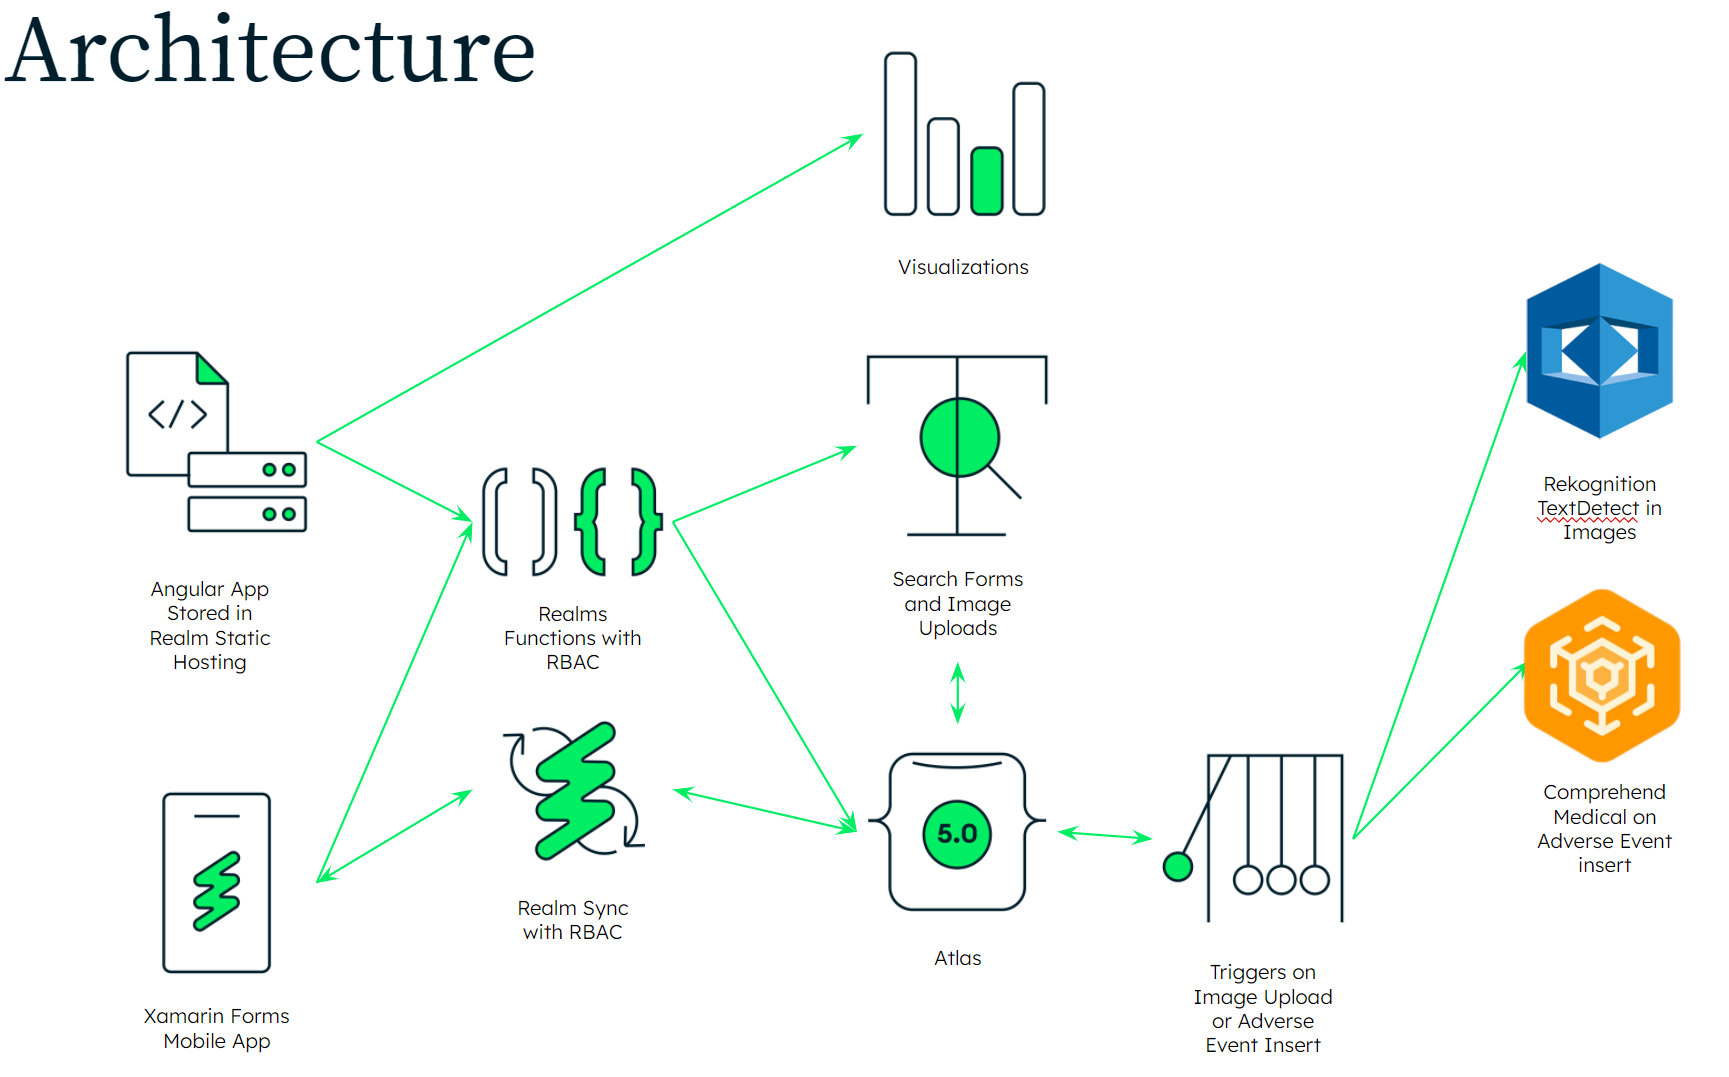 Architecture
Visualizations
Angular App
Stored in
Realm Static
Hosting
Realms
Functions with
RBAC
Search Forms
and Image
Uploads
Rekognition
TextDetect in
Images
Xamarin Forms
Mobile App
Realm Sync
with RBAC
5.0
Atlas
Triggers on
Image Upload
or Adverse
Event Insert
Comprehend
Medical on
Adverse Event
insert